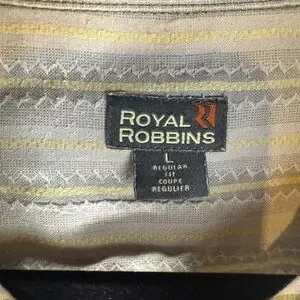 ROYAL
ROBBINS
L
REGULAR
FIT
COUPE
REGULIER